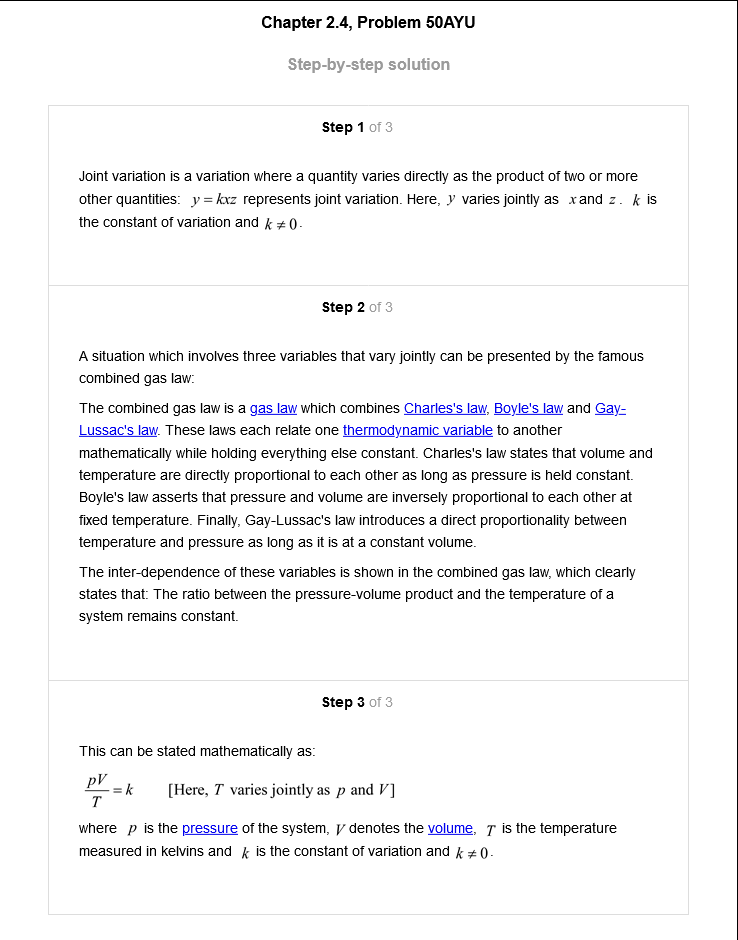 Chapter 2.4, Problem 50AYU
Step-by-step solution
Step 1 of 3
Joint variation is a variation where a quantity varies directly as the product of two or more
other quantities: y = kxz represents joint variation. Here, y varies jointly as x and z. k is
the constant of variation and k ≠ 0.
Step 2 of 3
A situation which involves three variables that vary jointly can be presented by the famous
combined gas law:
The combined gas law is a gas law which combines Charles's law, Boyle's law and Gay-
Lussac's law. These laws each relate one thermodynamic variable to another
mathematically while holding everything else constant. Charles's law states that volume and
temperature are directly proportional to each other as long as pressure is held constant.
Boyle's law asserts that pressure and volume are inversely proportional to each other at
fixed temperature. Finally, Gay-Lussac's law introduces a direct proportionality between
temperature and pressure as long as it is at a constant volume.
The inter-dependence of these variables is shown in the combined gas law, which clearly
states that: The ratio between the pressure-volume product and the temperature of a
system remains constant.
Step 3 of 3
This can be stated mathematically as:
pV/T = k [Here, T varies jointly as p and V]
where p is the pressure of the system, V denotes the volume, T is the temperature
measured in kelvins and k is the constant of variation and k ≠ 0.